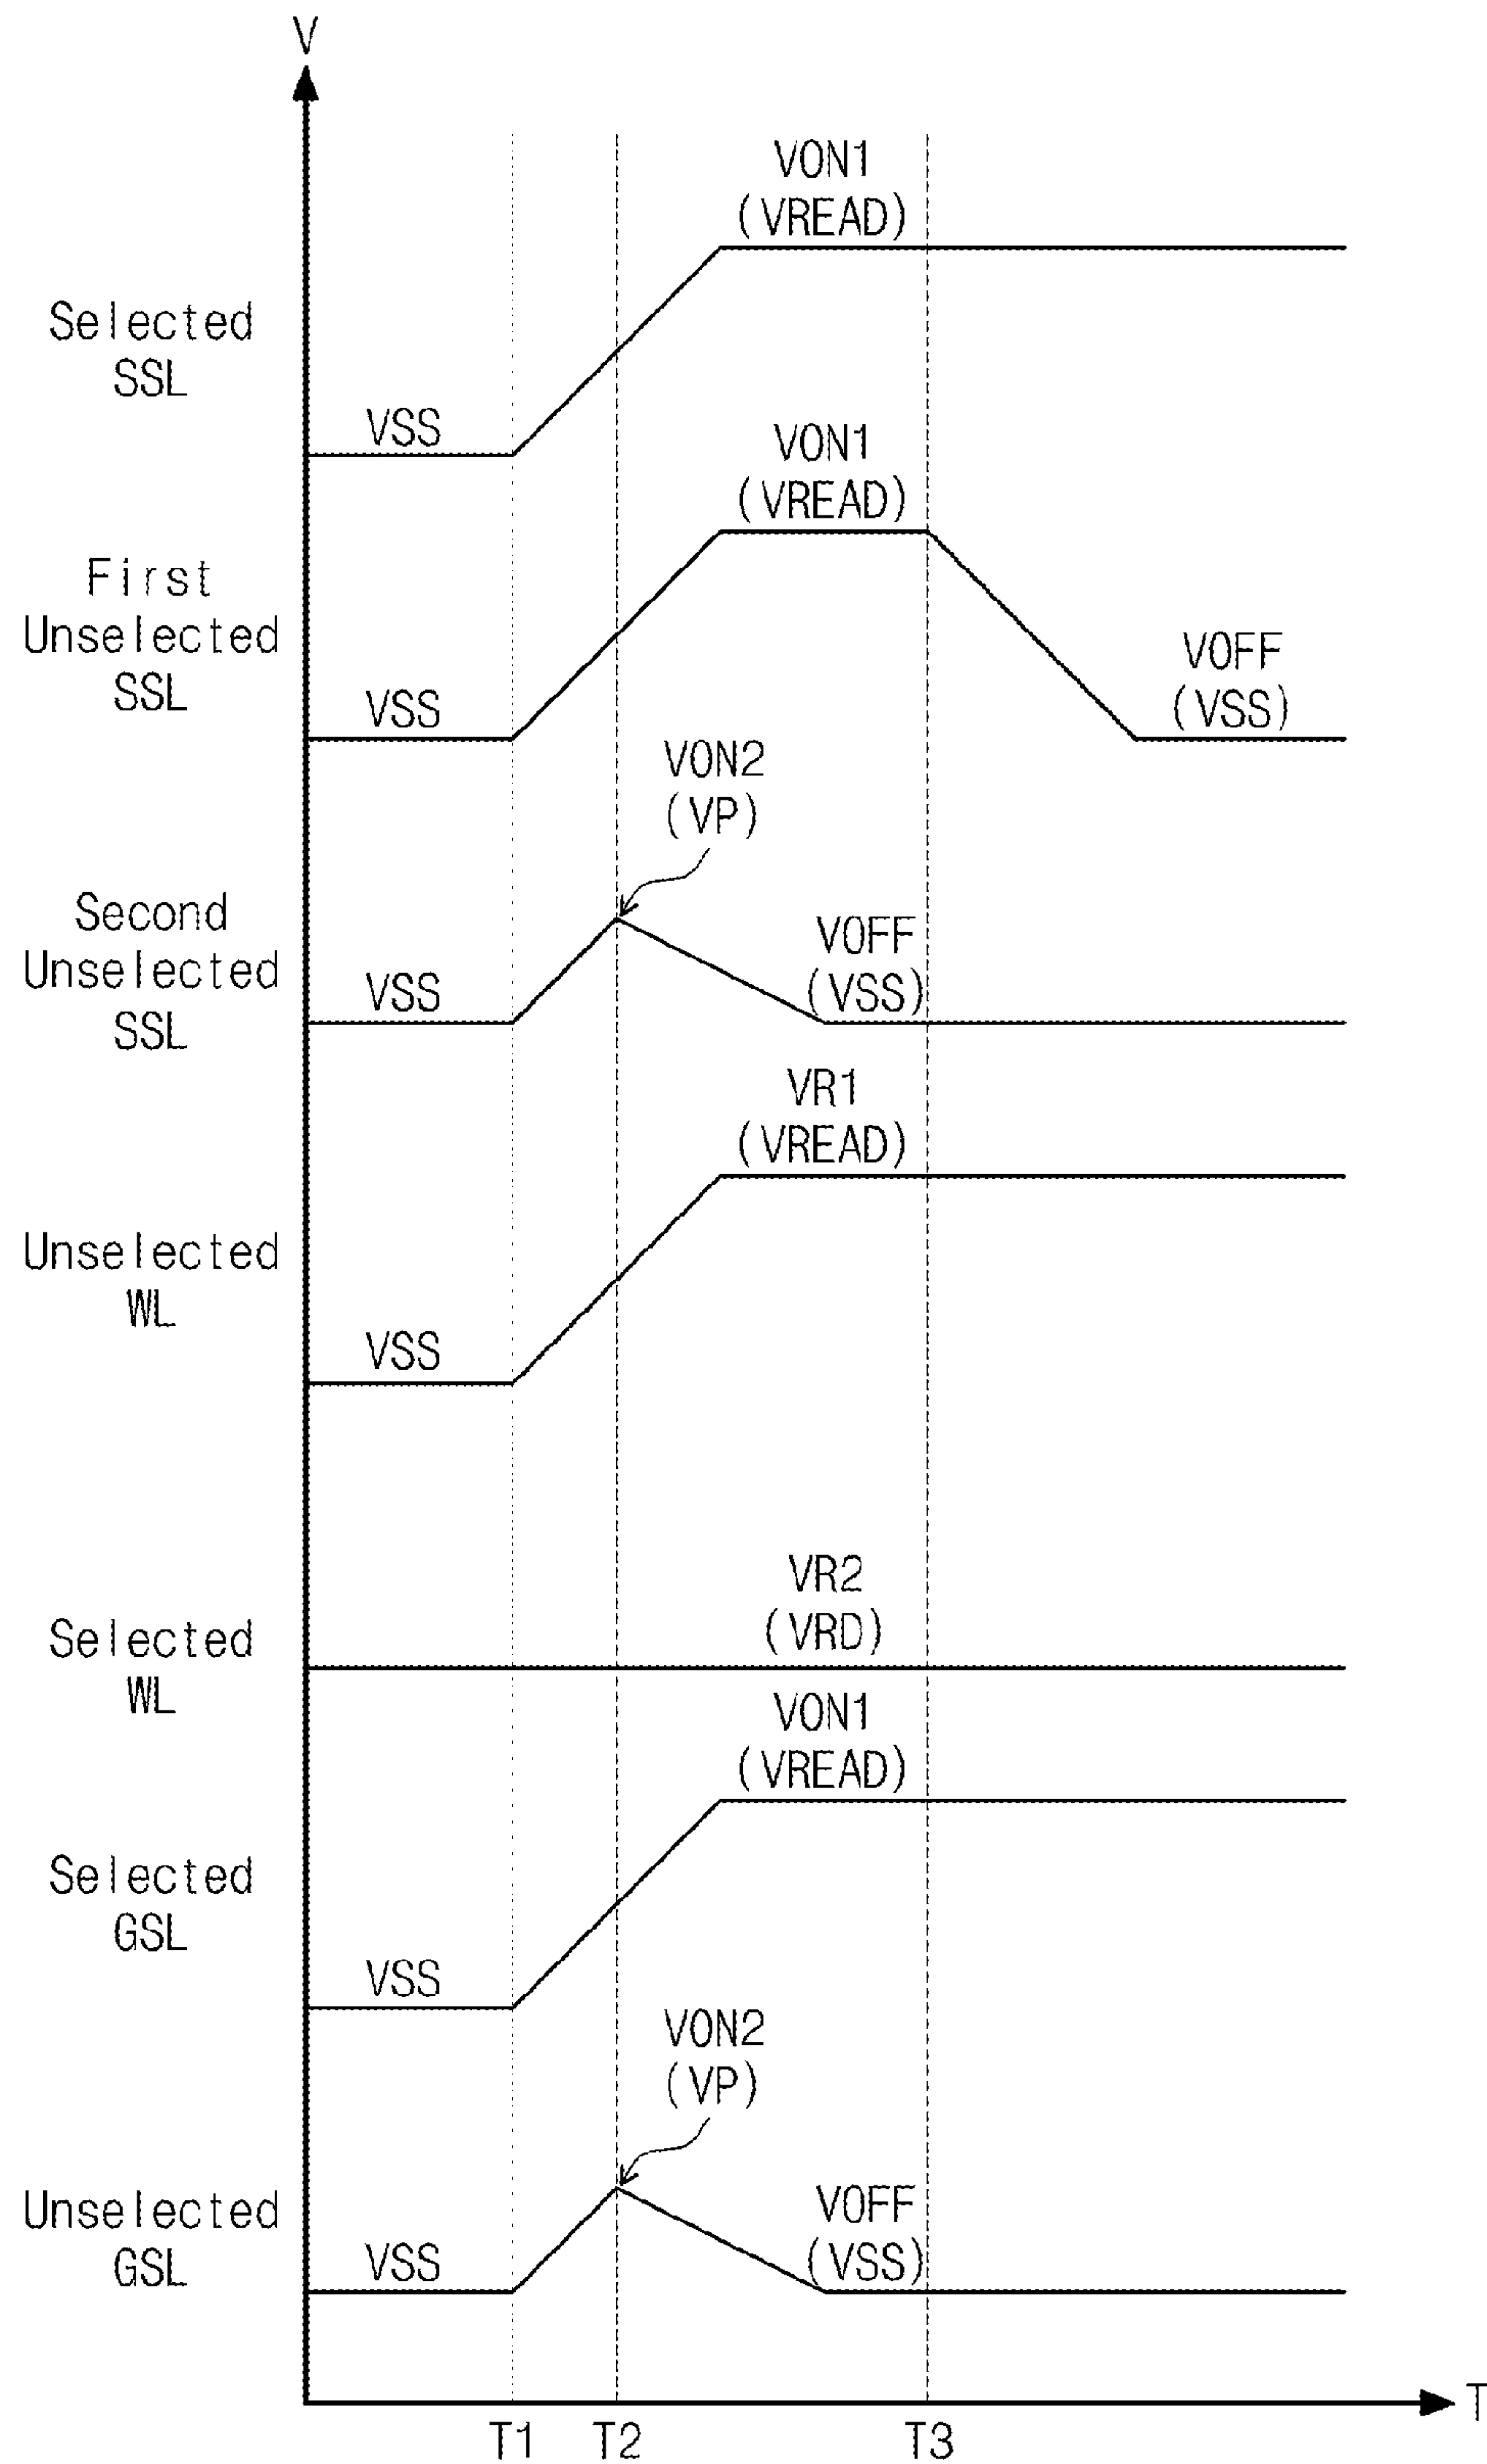 V
VON1
(VREAD)
Selected
SSL
VSS
VON1
(VREAD)
First
Unselected
SSL
VSS
VOFF
(VSS)
VON2
(VP)
Second
Unselected
SSL
VSS
VOFF
(VSS)
VR1
(VREAD)
Unselected
WL
VSS
VR2
(VRD)
Selected
WL
VON1
(VREAD)
Selected
GSL
VSS
VON2
(VP)
Unselected
GSL
VSS
VOFF
(VSS)
T
T1 T2 T3